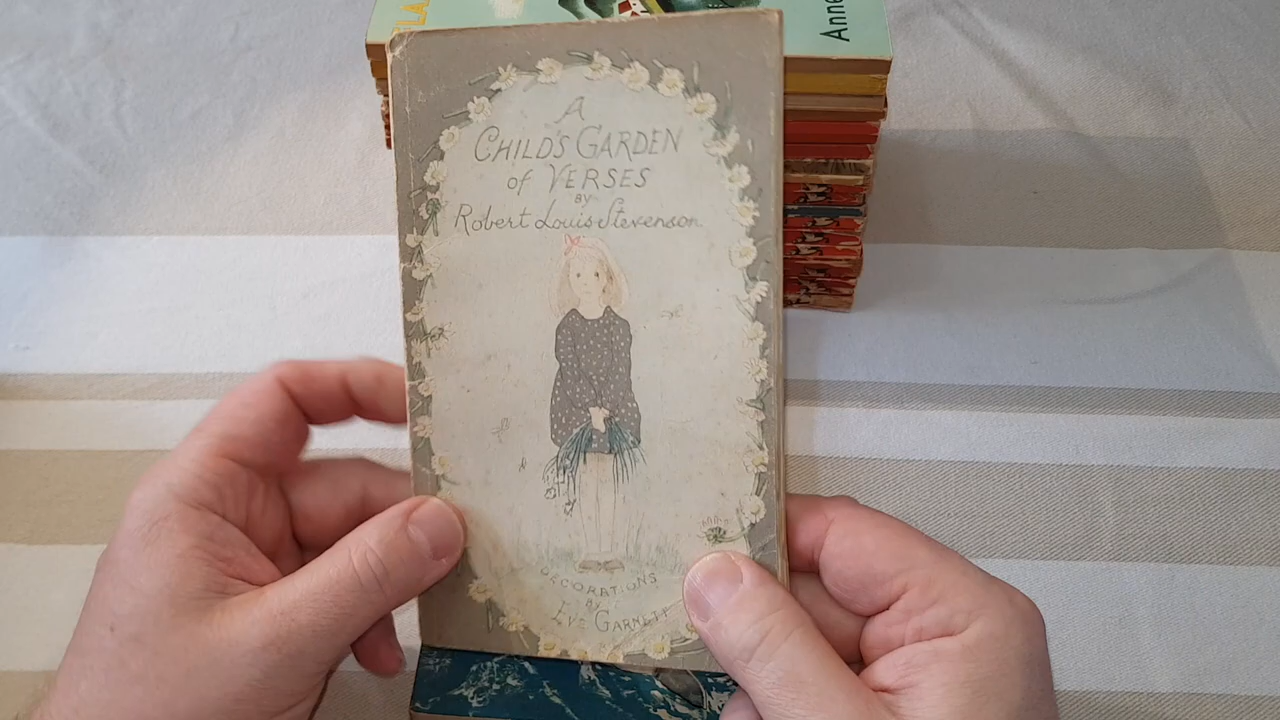 Anne
A
CHILD'S GARDEN
of VERSES
BY
Robert Louis Stevenson
DECORATIONS
BY
EVE GARNETT